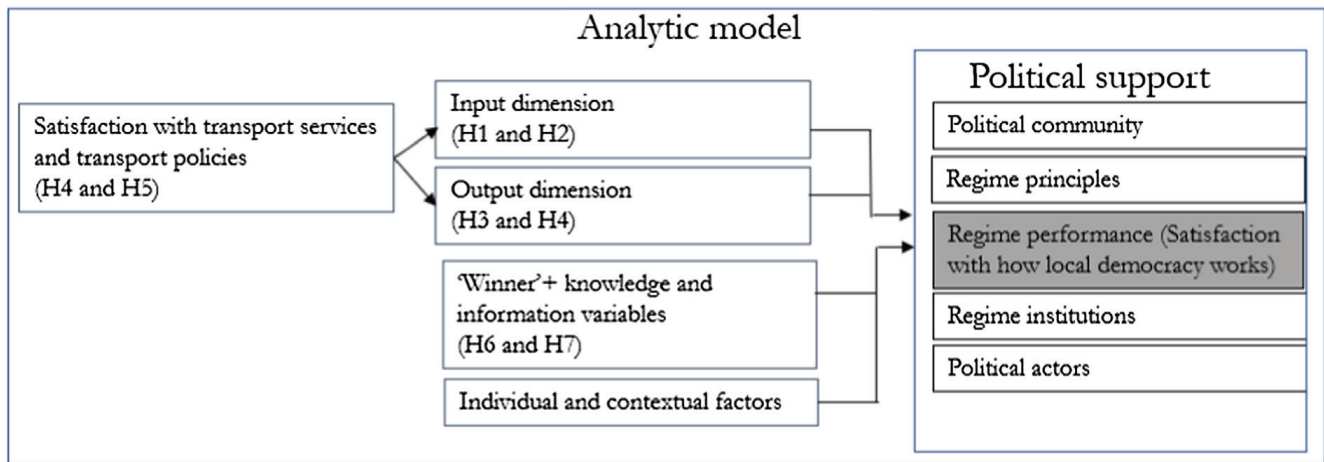 Analytic model
Satisfaction with transport services
and transport policies
(H4 and H5)
Input dimension
(H1 and H2)
Output dimension
(H3 and H4)
‘Winner’+ knowledge and
information variables
(H6 and H7)
Individual and contextual factors
Political support
Political community
Regime principles
Regime performance (Satisfaction
with how local democracy works)
Regime institutions
Political actors